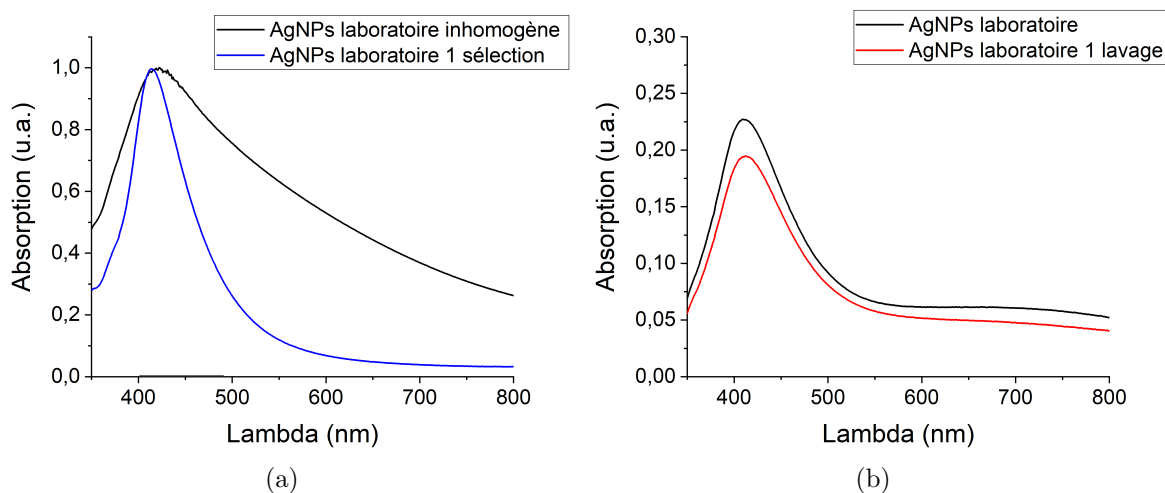 AgNPs laboratoire inhomogène
AgNPs laboratoire 1 sélection
1,0
0,8
0,6
0,4
0,2
0,0
Absorption (u.a.)
400 500 600 700 800
Lambda (nm)
(a)
AgNPs laboratoire
AgNPs laboratoire 1 lavage
0,30
0,25
0,20
0,15
0,10
0,05
0,00
Absorption (u.a.)
400 500 600 700 800
Lambda (nm)
(b)